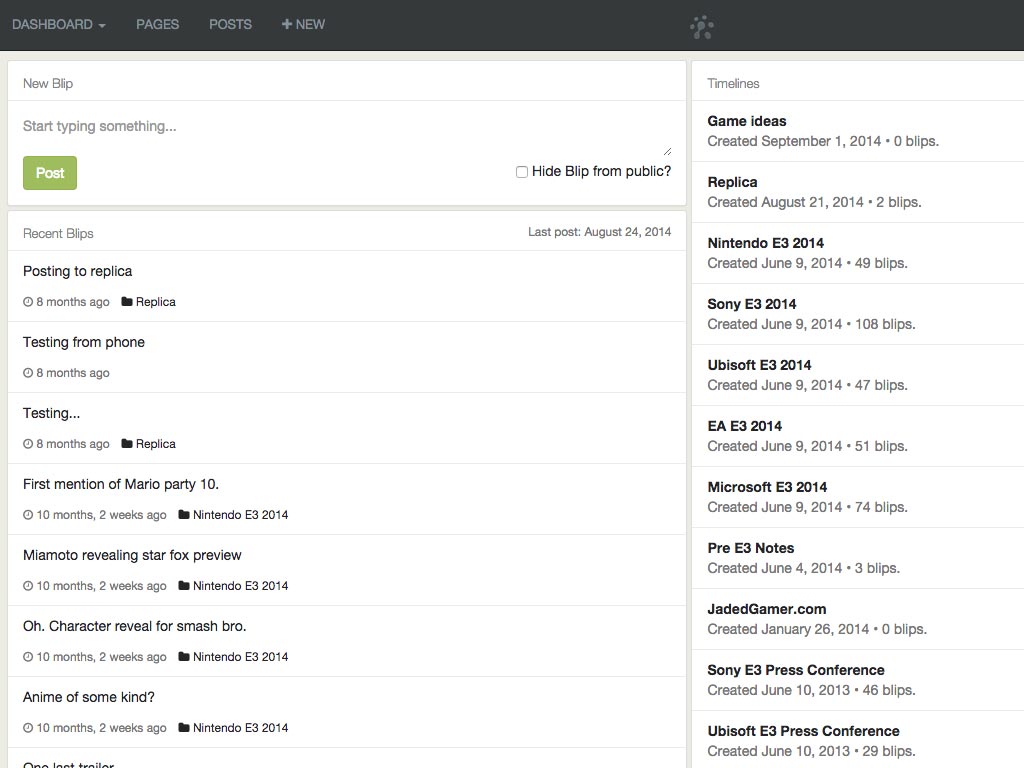 DASHBOARD PAGES POSTS + NEW
New Blip
Start typing something...
Post
Hide Blip from public?
Recent Blips
Last post: August 24, 2014
Posting to replica
8 months ago Replica
Testing from phone
8 months ago
Testing...
8 months ago Replica
First mention of Mario party 10.
10 months, 2 weeks ago Nintendo E3 2014
Miamoto revealing star fox preview
10 months, 2 weeks ago Nintendo E3 2014
Oh. Character reveal for smash bro.
10 months, 2 weeks ago Nintendo E3 2014
Anime of some kind?
10 months, 2 weeks ago Nintendo E3 2014
One last trailer
Timelines
Game ideas
Created September 1, 2014 • 0 blips.
Replica
Created August 21, 2014 • 2 blips.
Nintendo E3 2014
Created June 9, 2014 • 49 blips.
Sony E3 2014
Created June 9, 2014 • 108 blips.
Ubisoft E3 2014
Created June 9, 2014 • 47 blips.
EA E3 2014
Created June 9, 2014 • 51 blips.
Microsoft E3 2014
Created June 9, 2014 • 74 blips.
Pre E3 Notes
Created June 4, 2014 • 3 blips.
JadedGamer.com
Created January 26, 2014 • 0 blips.
Sony E3 Press Conference
Created June 10, 2013 • 46 blips.
Ubisoft E3 Press Conference
Created June 10, 2013 • 29 blips.